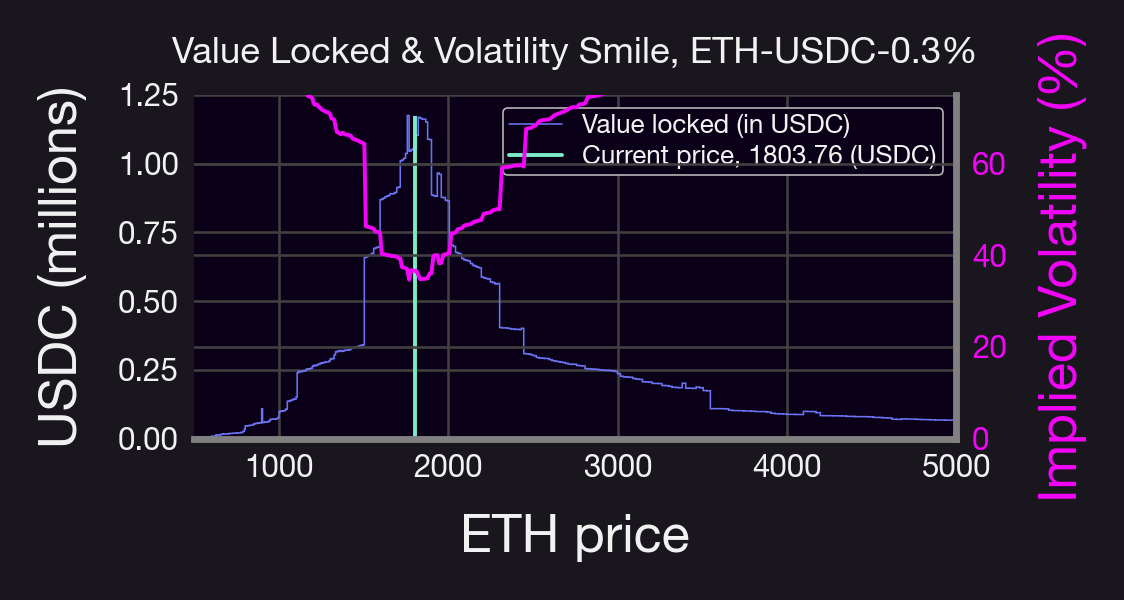 Value Locked & Volatility Smile, ETH-USDC-0.3%
USDC (millions)
1.25
1.00
0.75
0.50
0.25
0.00
Value locked (in USDC)
Current price, 1803.76 (USDC)
60
40
20
0
Implied Volatility (%)
1000
2000
3000
4000
5000
ETH price